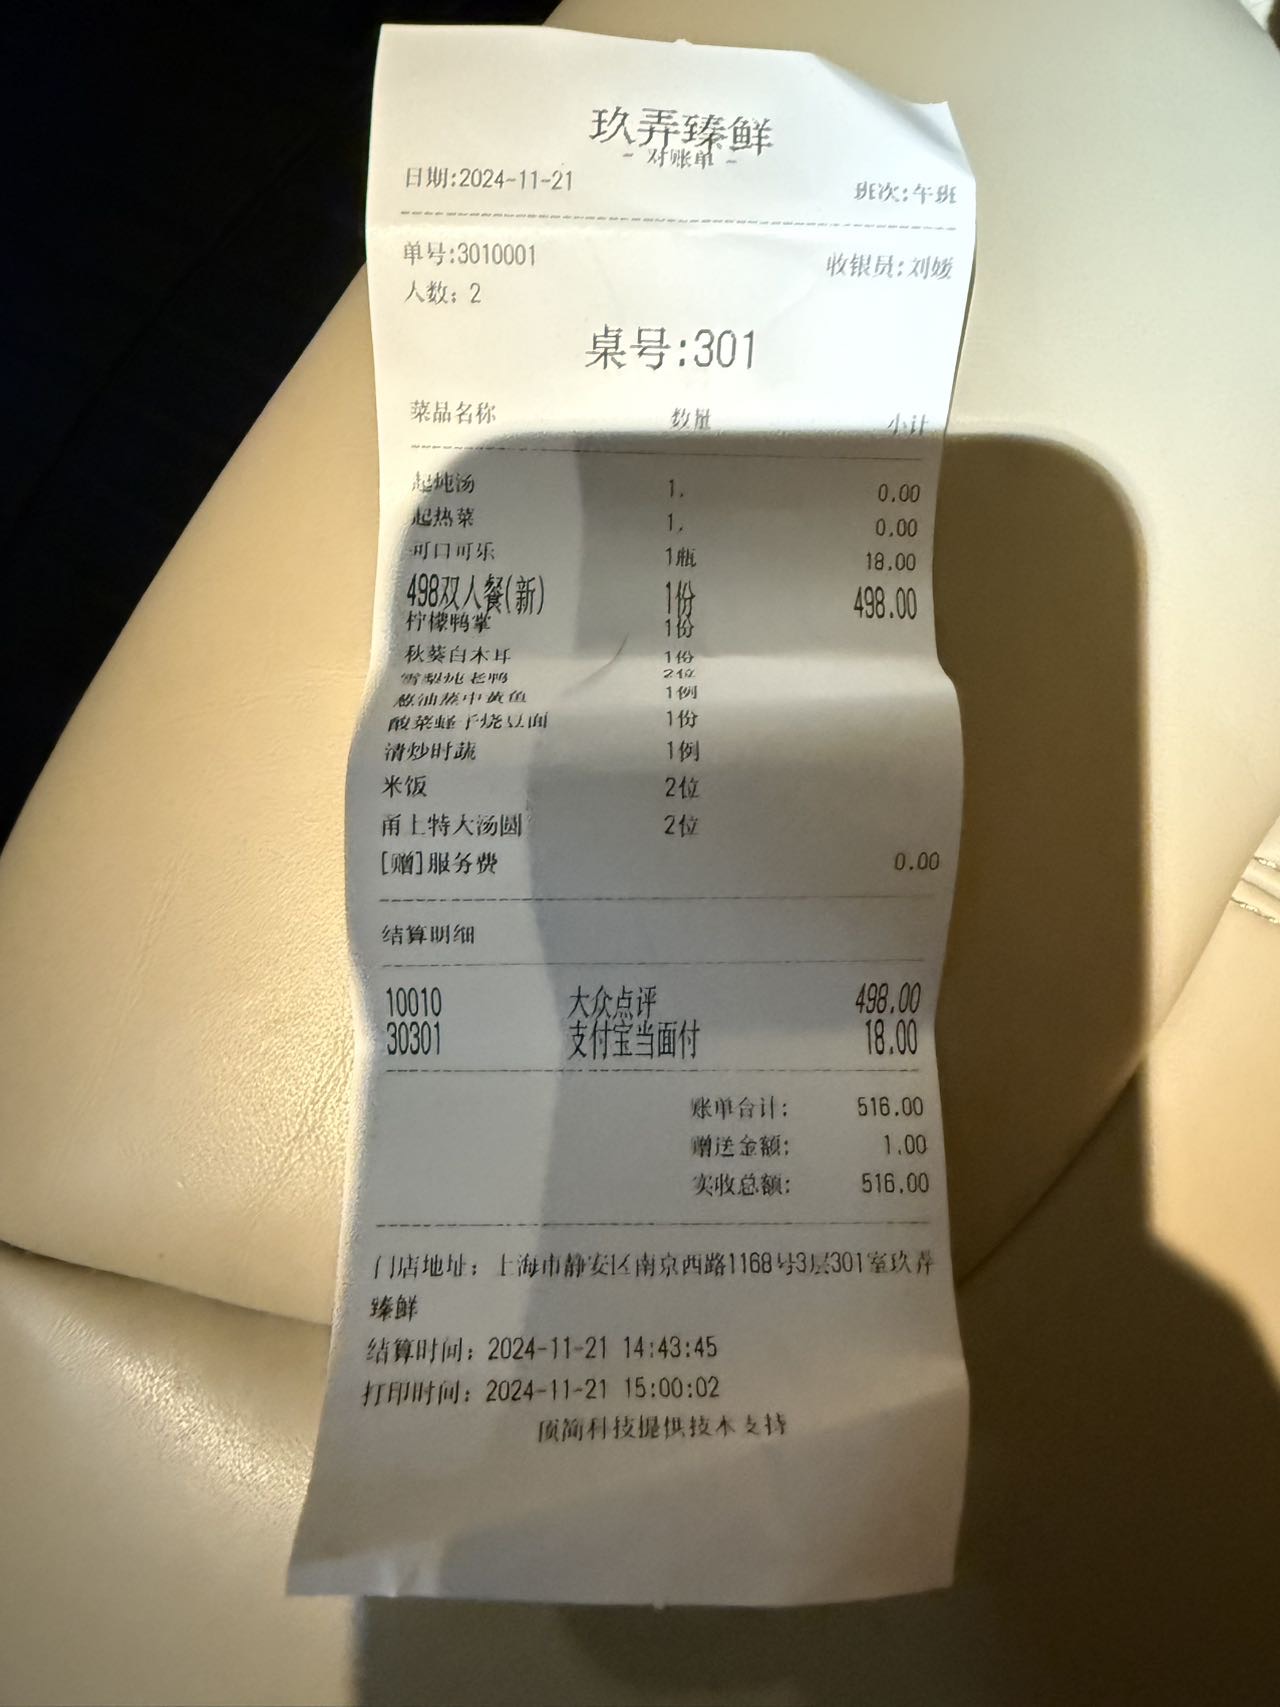 玖弄臻鲜
- 对账单 -
日期:2024-11-21 班次:午班
单号:3010001 收银员:刘媛
人数: 2
桌号:301
菜品名称 数量 小计
起炖汤 1. 0.00
起热菜 1. 0.00
可口可乐 1瓶 18.00
498双人餐(新) 1份 498.00
柠檬鸭掌 1份
秋葵白木耳 1份
雪梨炖老鸭 2位
葱油蒸中黄鱼 1例
酸菜蛏子烧豆面 1份
清炒时蔬 1例
米饭 2位
甬上特大汤圆 2位
[赠]服务费 0.00
结算明细
10010 大众点评 498.00
30301 支付宝当面付 18.00
账单合计: 516.00
赠送金额: 1.00
实收总额: 516.00
门店地址: 上海市静安区南京西路1168号3层301室玖弄
臻鲜
结算时间: 2024-11-21 14:43:45
打印时间: 2024-11-21 15:00:02
顶简科技提供技术支持